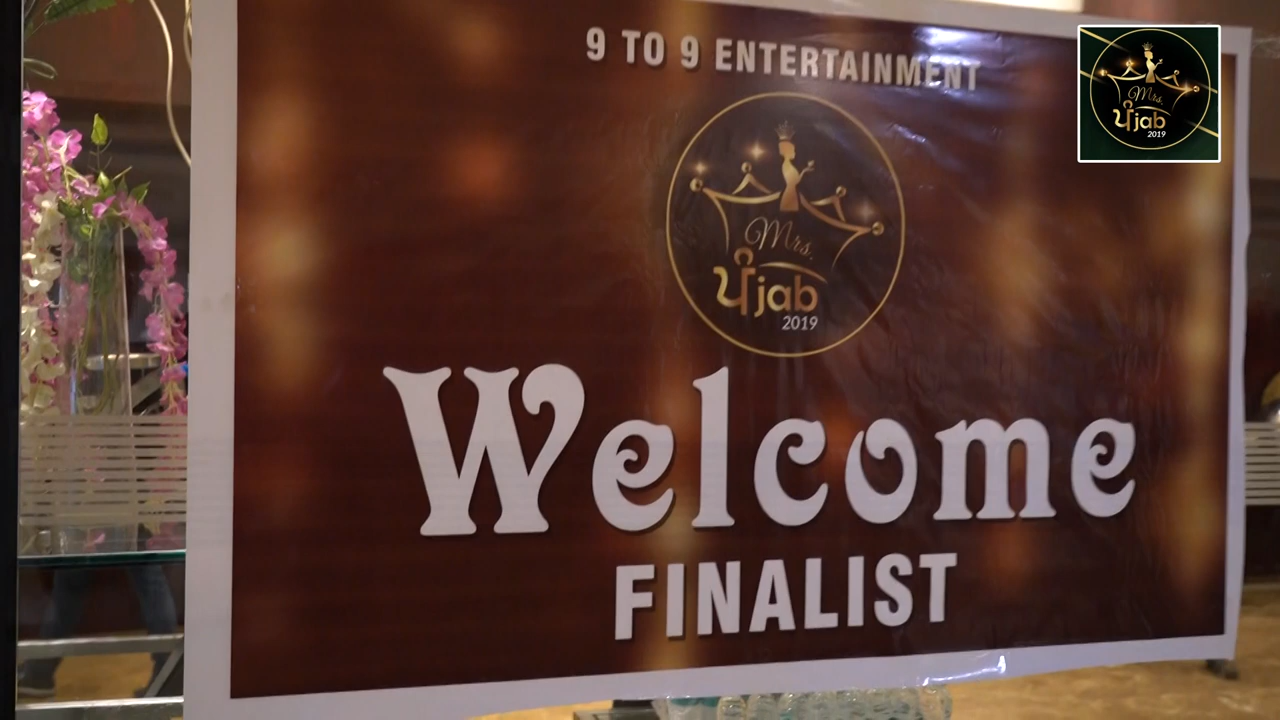 9 TO 9 ENTERTAINMENT
Mrs.
ਪੰjab
2019
Welcome
FINALIST
Mrs.
ਪੰjab
2019